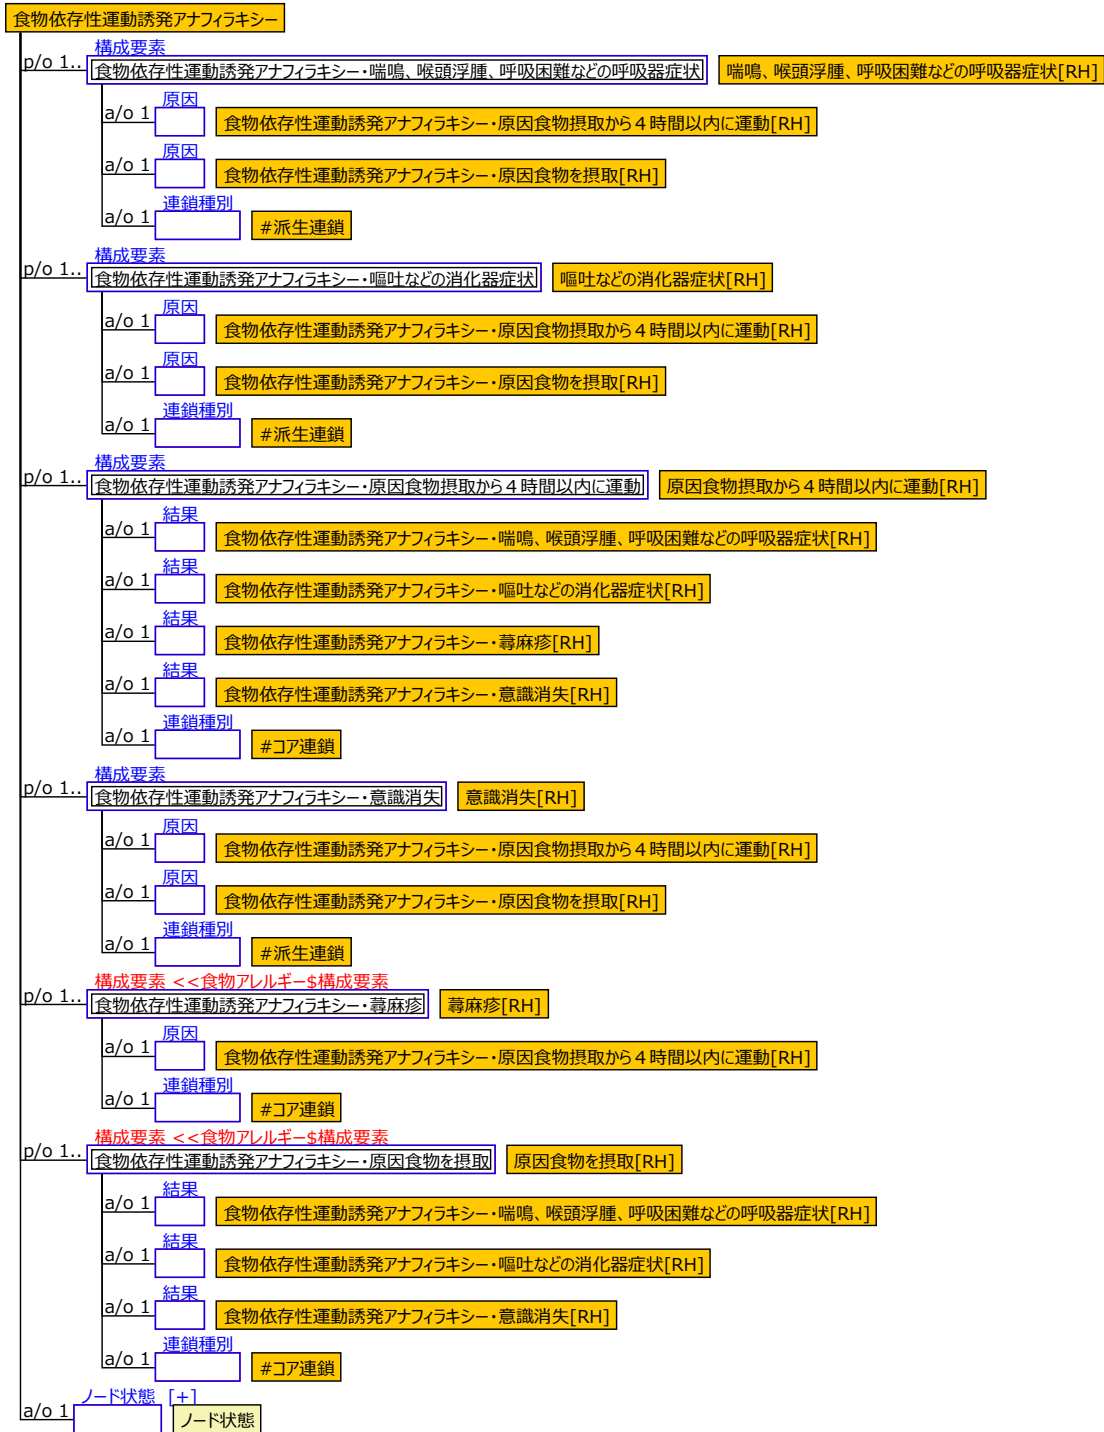 食物依存性運動誘発アナフィラキシー
構成要素
p/o 1.. 食物依存性運動誘発アナフィラキシー・喘鳴、喉頭浮腫、呼吸困難などの呼吸器症状 喘鳴、喉頭浮腫、呼吸困難などの呼吸器症状[RH]
原因
a/o 1 食物依存性運動誘発アナフィラキシー・原因食物摂取から４時間以内に運動[RH]
原因
a/o 1 食物依存性運動誘発アナフィラキシー・原因食物を摂取[RH]
連鎖種別
a/o 1 #派生連鎖
構成要素
p/o 1.. 食物依存性運動誘発アナフィラキシー・嘔吐などの消化器症状 嘔吐などの消化器症状[RH]
原因
a/o 1 食物依存性運動誘発アナフィラキシー・原因食物摂取から４時間以内に運動[RH]
原因
a/o 1 食物依存性運動誘発アナフィラキシー・原因食物を摂取[RH]
連鎖種別
a/o 1 #派生連鎖
構成要素
p/o 1.. 食物依存性運動誘発アナフィラキシー・原因食物摂取から４時間以内に運動 原因食物摂取から４時間以内に運動[RH]
結果
a/o 1 食物依存性運動誘発アナフィラキシー・喘鳴、喉頭浮腫、呼吸困難などの呼吸器症状[RH]
結果
a/o 1 食物依存性運動誘発アナフィラキシー・嘔吐などの消化器症状[RH]
結果
a/o 1 食物依存性運動誘発アナフィラキシー・蕁麻疹[RH]
結果
a/o 1 食物依存性運動誘発アナフィラキシー・意識消失[RH]
連鎖種別
a/o 1 #コア連鎖
構成要素
p/o 1.. 食物依存性運動誘発アナフィラキシー・意識消失 意識消失[RH]
原因
a/o 1 食物依存性運動誘発アナフィラキシー・原因食物摂取から４時間以内に運動[RH]
原因
a/o 1 食物依存性運動誘発アナフィラキシー・原因食物を摂取[RH]
連鎖種別
a/o 1 #派生連鎖
構成要素 <<食物アレルギー$構成要素
p/o 1.. 食物依存性運動誘発アナフィラキシー・蕁麻疹 蕁麻疹[RH]
原因
a/o 1 食物依存性運動誘発アナフィラキシー・原因食物摂取から４時間以内に運動[RH]
連鎖種別
a/o 1 #コア連鎖
構成要素 <<食物アレルギー$構成要素
p/o 1.. 食物依存性運動誘発アナフィラキシー・原因食物を摂取 原因食物を摂取[RH]
結果
a/o 1 食物依存性運動誘発アナフィラキシー・喘鳴、喉頭浮腫、呼吸困難などの呼吸器症状[RH]
結果
a/o 1 食物依存性運動誘発アナフィラキシー・嘔吐などの消化器症状[RH]
結果
a/o 1 食物依存性運動誘発アナフィラキシー・意識消失[RH]
連鎖種別
a/o 1 #コア連鎖
ノード状態 [+]
a/o 1 ノード状態